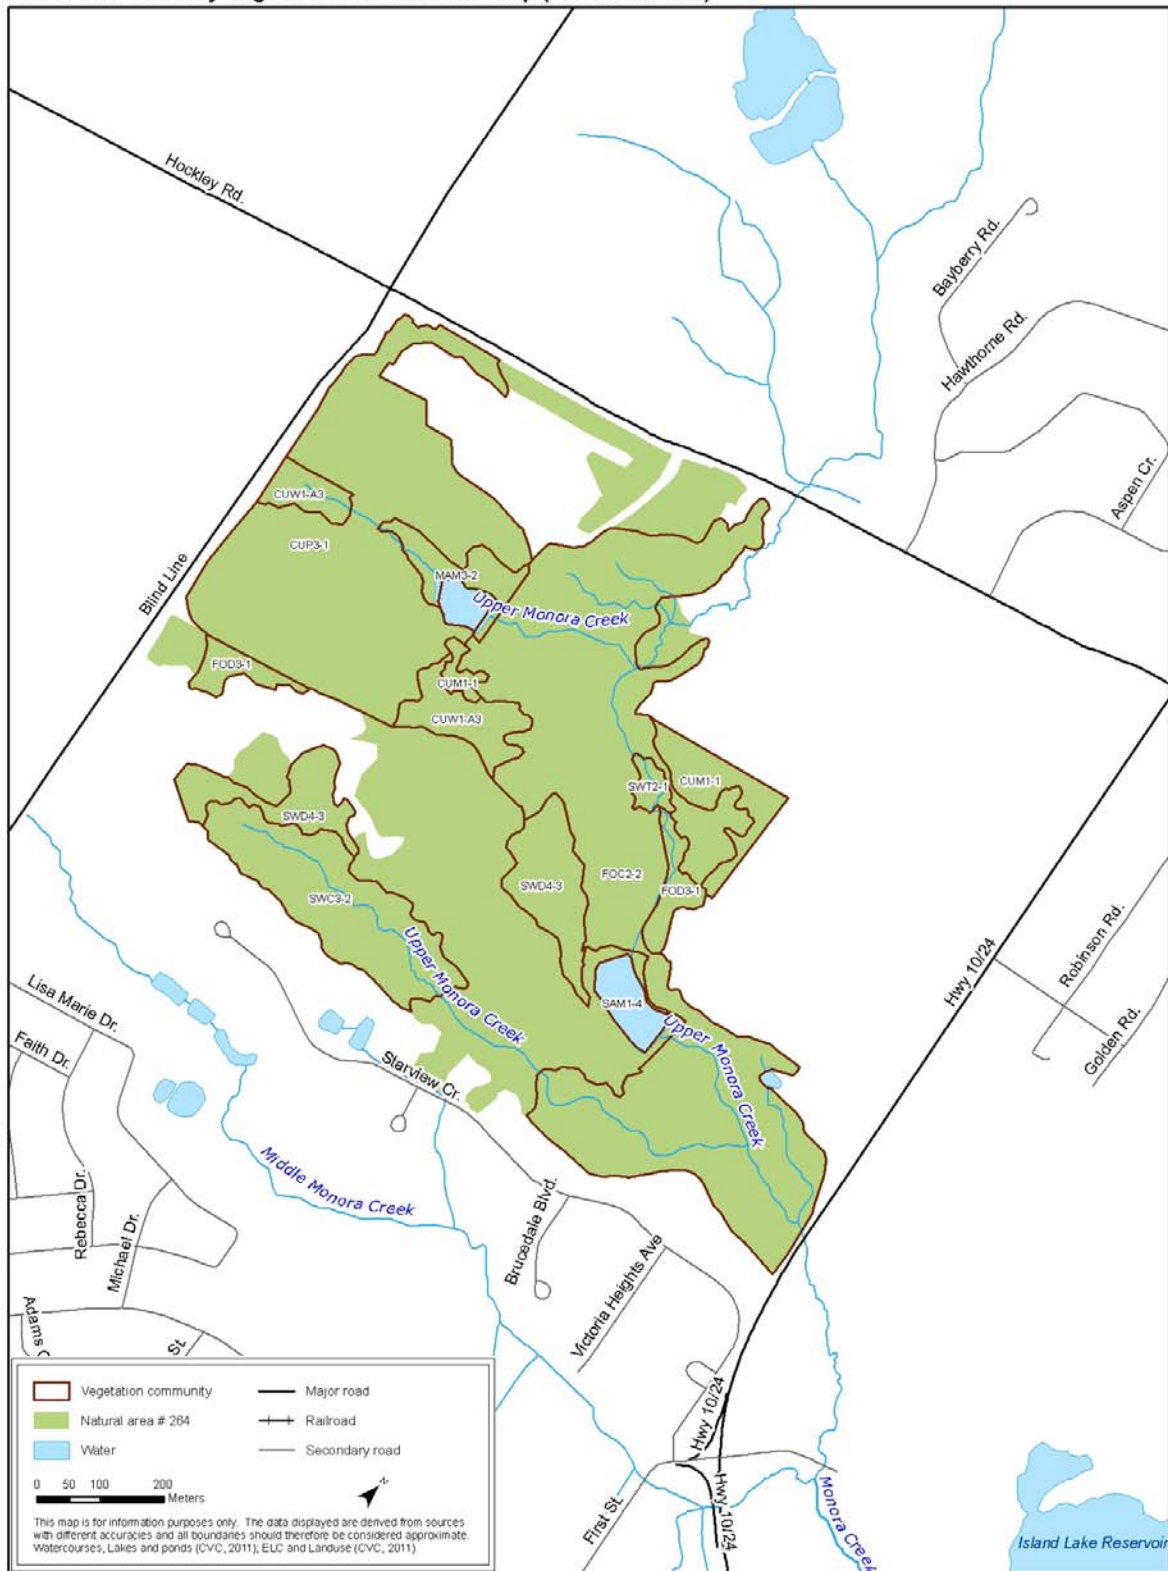 Hockley Rd.
Bayberry Rd.
Hawthorne Rd.
Aspen Cr.
Blind Line
CUW1-A3
CUP3-1
MAM3-2
Upper Monora Creek
FOD3-1
CUM1-1
CUW1-A3
SWT2-1
CUM1-1
SWD4-3
SWD4-3
FOC2-2
FOD3-1
SWC3-2
Upper Monora Creek
SAM1-4
Upper Monora Creek
Hwy 10/24
Robinson Rd.
Golden Rd.
Lisa Marie Dr.
Faith Dr.
Starview Cr.
Middle Monora Creek
Rebecca Dr.
Michael Dr.
Brucedale Blvd.
Victoria Heights Ave
Adams
St.
Hwy 10/24
Hwy 10/24
First St.
Monora Creek
Island Lake Reservoir
Vegetation community
Major road
Natural area # 264
Railroad
Water
Secondary road
0 50 100 200
Meters
N
This map is for information purposes only. The data displayed are derived from sources
with different accuracies and all boundaries should therefore be considered approximate.
Watercourses, Lakes and ponds (CVC, 2011); ELC and Landuse (CVC, 2011)